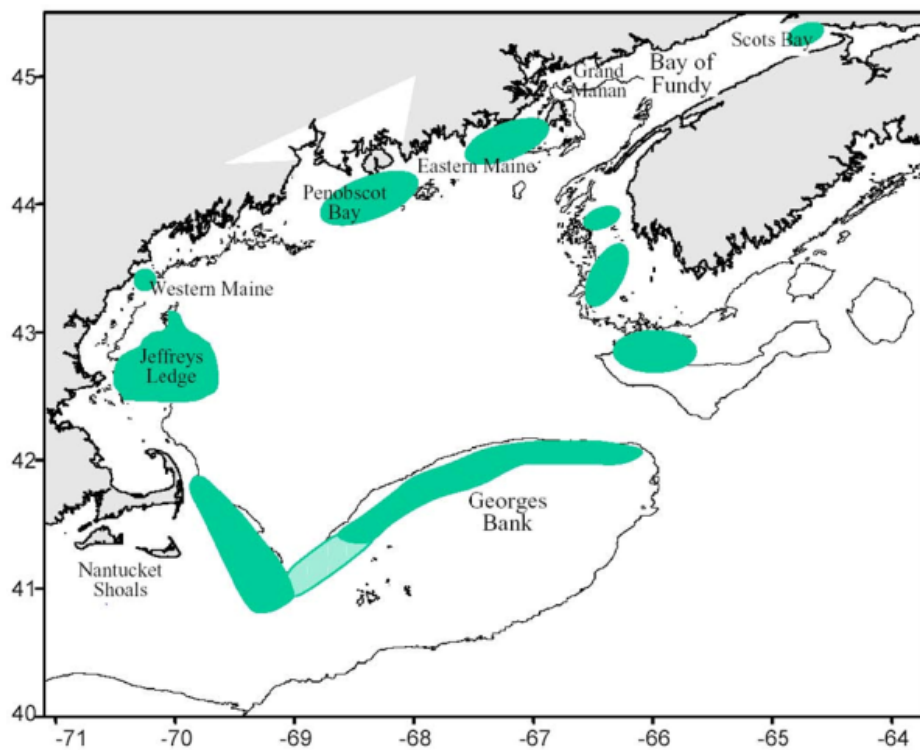 Scots Bay
45
Bay of
Fundy
Grand
Manan
Eastern Maine
44
Penobscot
Bay
Western Maine
43
Jeffreys
Ledge
42
Georges
Bank
Nantucket
Shoals
41
40
-71
-70
-69
-68
-67
-66
-65
-64